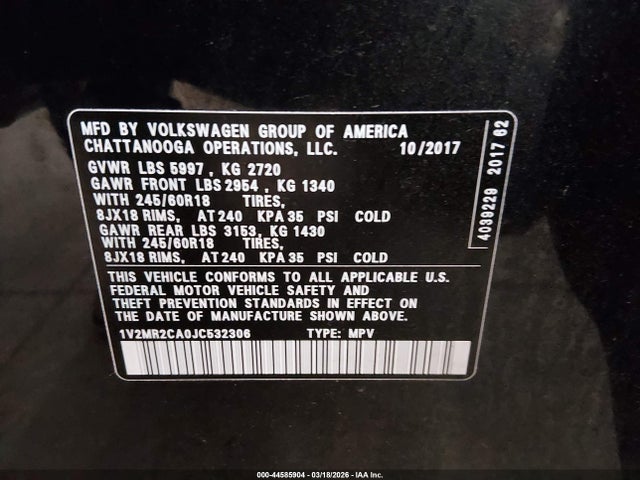 MFD BY VOLKSWAGEN GROUP OF AMERICA
CHATTANOOGA OPERATIONS, LLC. 10/2017
GVWR LBS 5997 , KG 2720
GAWR FRONT LBS 2954 , KG 1340
WITH 245/60R18 TIRES,
8JX18 RIMS, AT 240 KPA 35 PSI COLD
GAWR REAR LBS 3153, KG 1430
WITH 245/60R18 TIRES,
8JX18 RIMS, AT 240 KPA 35 PSI COLD
THIS VEHICLE CONFORMS TO ALL APPLICABLE U.S.
FEDERAL MOTOR VEHICLE SAFETY AND
THEFT PREVENTION STANDARDS IN EFFECT ON
THE DATE OF MANUFACTURE SHOWN ABOVE
1V2MR2CA0JC532306 TYPE: MPV
4039229 2017 62
000-44585904 - 03/18/2026 - IAA Inc.